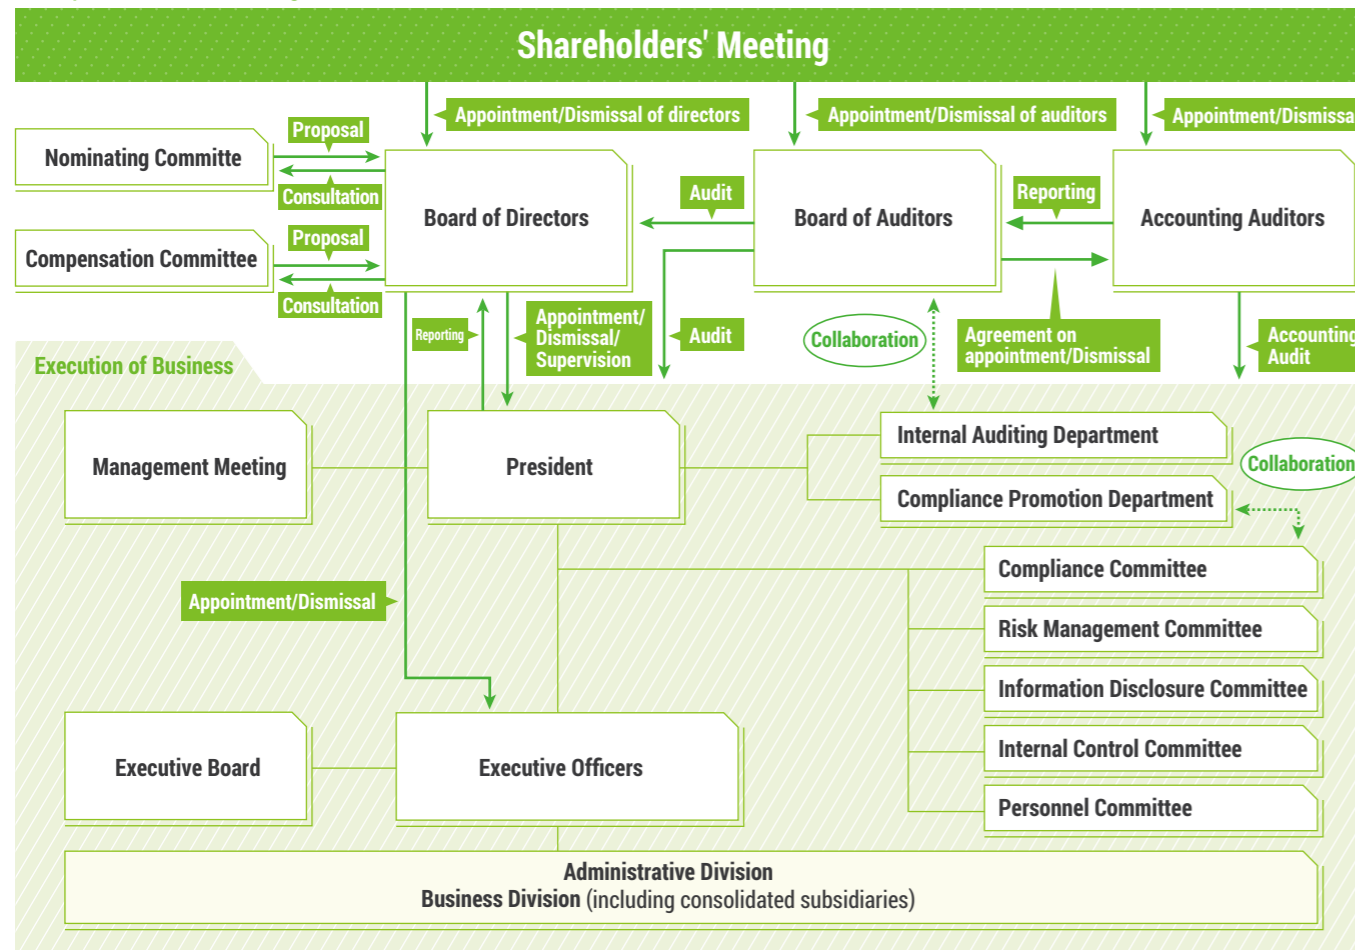 Shareholders' Meeting
Appointment/Dismissal of directors
Appointment/Dismissal of auditors
Appointment/Dismissa
Nominating Committe
Proposal
Consultation
Compensation Committee
Proposal
Consultation
Board of Directors
Audit
Board of Auditors
Reporting
Accounting Auditors
Reporting
Appointment/
Dismissal/
Supervision
Audit
Collaboration
Agreement on
appointment/Dismissal
Accounting
Audit
Execution of Business
Management Meeting
President
Internal Auditing Department
Compliance Promotion Department
Collaboration
Compliance Committee
Risk Management Committee
Information Disclosure Committee
Internal Control Committee
Personnel Committee
Appointment/Dismissal
Executive Board
Executive Officers
Administrative Division
Business Division (including consolidated subsidiaries)